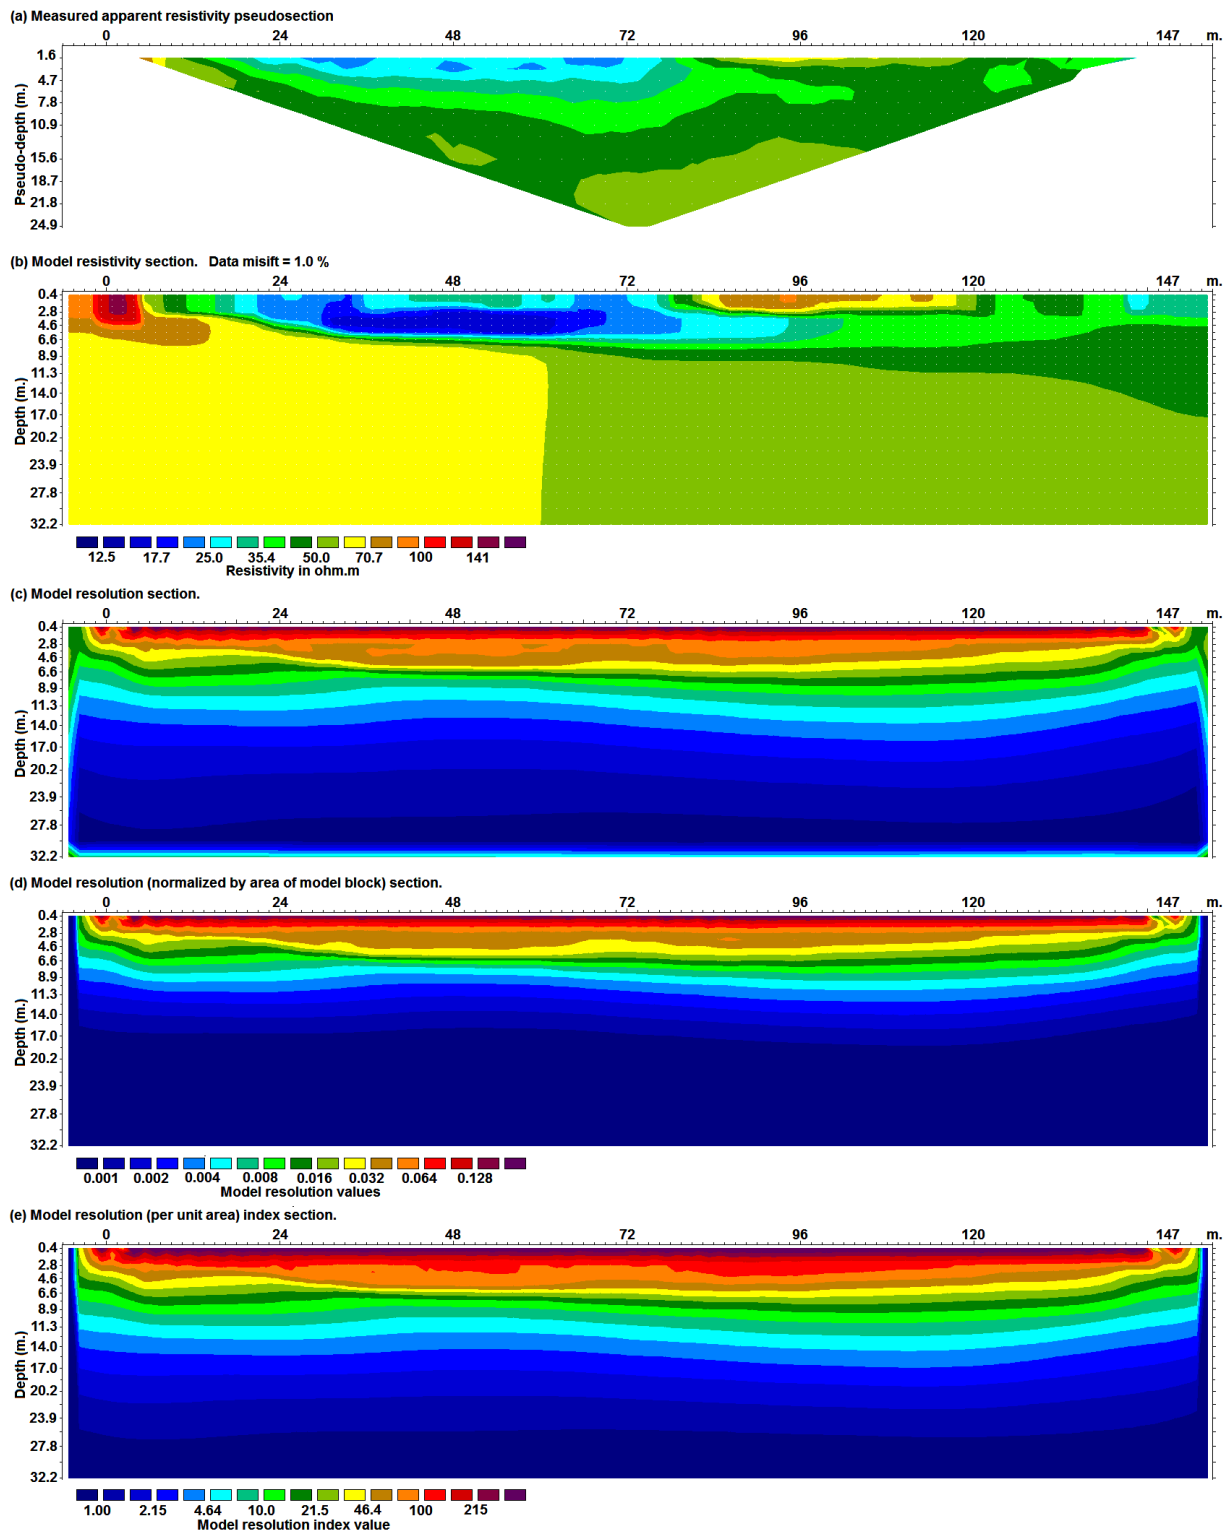 (a) Measured apparent resistivity pseudosection
0 24 48 72 96 120 147 m.
1.6
4.7
7.8
10.9
15.6
18.7
21.8
24.9
Pseudo-depth (m.)
(b) Model resistivity section. Data misift = 1.0 %
0 24 48 72 96 120 147 m.
0.4
2.8
4.6
6.6
8.9
11.3
14.0
17.0
20.2
23.9
27.8
32.2
Depth (m.)
12.5 17.7 25.0 35.4 50.0 70.7 100 141
Resistivity in ohm.m
(c) Model resolution section.
0 24 48 72 96 120 147 m.
0.4
2.8
4.6
6.6
8.9
11.3
14.0
17.0
20.2
23.9
27.8
32.2
Depth (m.)
(d) Model resolution (normalized by area of model block) section.
0 24 48 72 96 120 147 m.
0.4
2.8
4.6
6.6
8.9
11.3
14.0
17.0
20.2
23.9
27.8
32.2
Depth (m.)
0.001 0.002 0.004 0.008 0.016 0.032 0.064 0.128
Model resolution values
(e) Model resolution (per unit area) index section.
0 24 48 72 96 120 147 m.
0.4
2.8
4.6
6.6
8.9
11.3
14.0
17.0
20.2
23.9
27.8
32.2
Depth (m.)
1.00 2.15 4.64 10.0 21.5 46.4 100 215
Model resolution index value